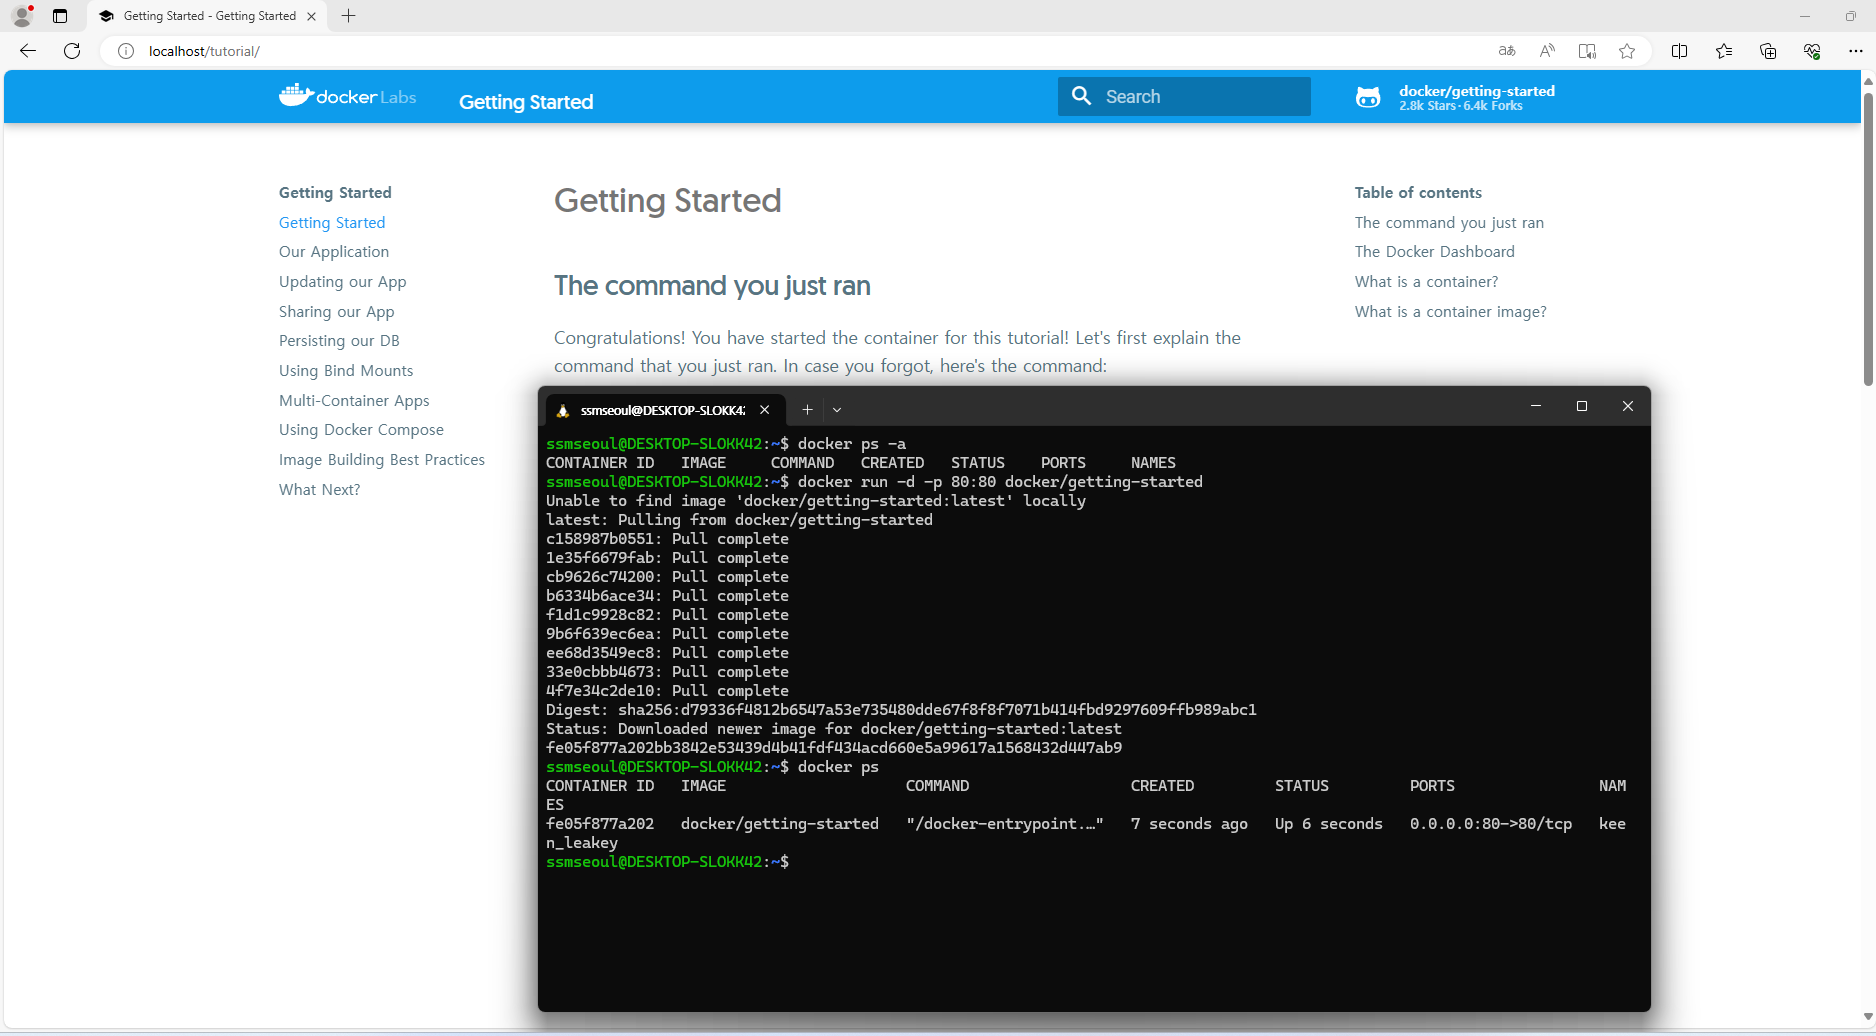 Getting Started - Getting Started
localhost/tutorial/
docker Labs
Getting Started
Search
docker/getting-started
2.8k Stars · 6.4k Forks
Getting Started
Getting Started
Our Application
Updating our App
Sharing our App
Persisting our DB
Using Bind Mounts
Multi-Container Apps
Using Docker Compose
Image Building Best Practices
What Next?
Getting Started
The command you just ran
Congratulations! You have started the container for this tutorial! Let's first explain the
command that you just ran. In case you forgot, here's the command:
Table of contents
The command you just ran
The Docker Dashboard
What is a container?
What is a container image?
ssmseoul@DESKTOP-SLOKK42
ssmseoul@DESKTOP-SLOKK42:~$ docker ps -a
CONTAINER ID   IMAGE     COMMAND   CREATED   STATUS    PORTS     NAMES
ssmseoul@DESKTOP-SLOKK42:~$ docker run -d -p 80:80 docker/getting-started
Unable to find image 'docker/getting-started:latest' locally
latest: Pulling from docker/getting-started
c158987b0551: Pull complete
1e35f6679fab: Pull complete
cb9626c74200: Pull complete
b6334b6ace34: Pull complete
f1d1c9928c82: Pull complete
9b6f639ec6ea: Pull complete
ee68d3549ec8: Pull complete
33e0cbbb4673: Pull complete
4f7e34c2de10: Pull complete
Digest: sha256:d79336f4812b6547a53e735480dde67f8f8f7071b414fbd9297609ffb989abc1
Status: Downloaded newer image for docker/getting-started:latest
fe05f877a202bb3842e53439d4b41fdf434acd660e5a99617a1568432d447ab9
ssmseoul@DESKTOP-SLOKK42:~$ docker ps
CONTAINER ID   IMAGE                    COMMAND                  CREATED         STATUS         PORTS                NAM
ES
fe05f877a202   docker/getting-started   "/docker-entrypoint.…"   7 seconds ago   Up 6 seconds   0.0.0.0:80->80/tcp   kee
n_leakey
ssmseoul@DESKTOP-SLOKK42:~$